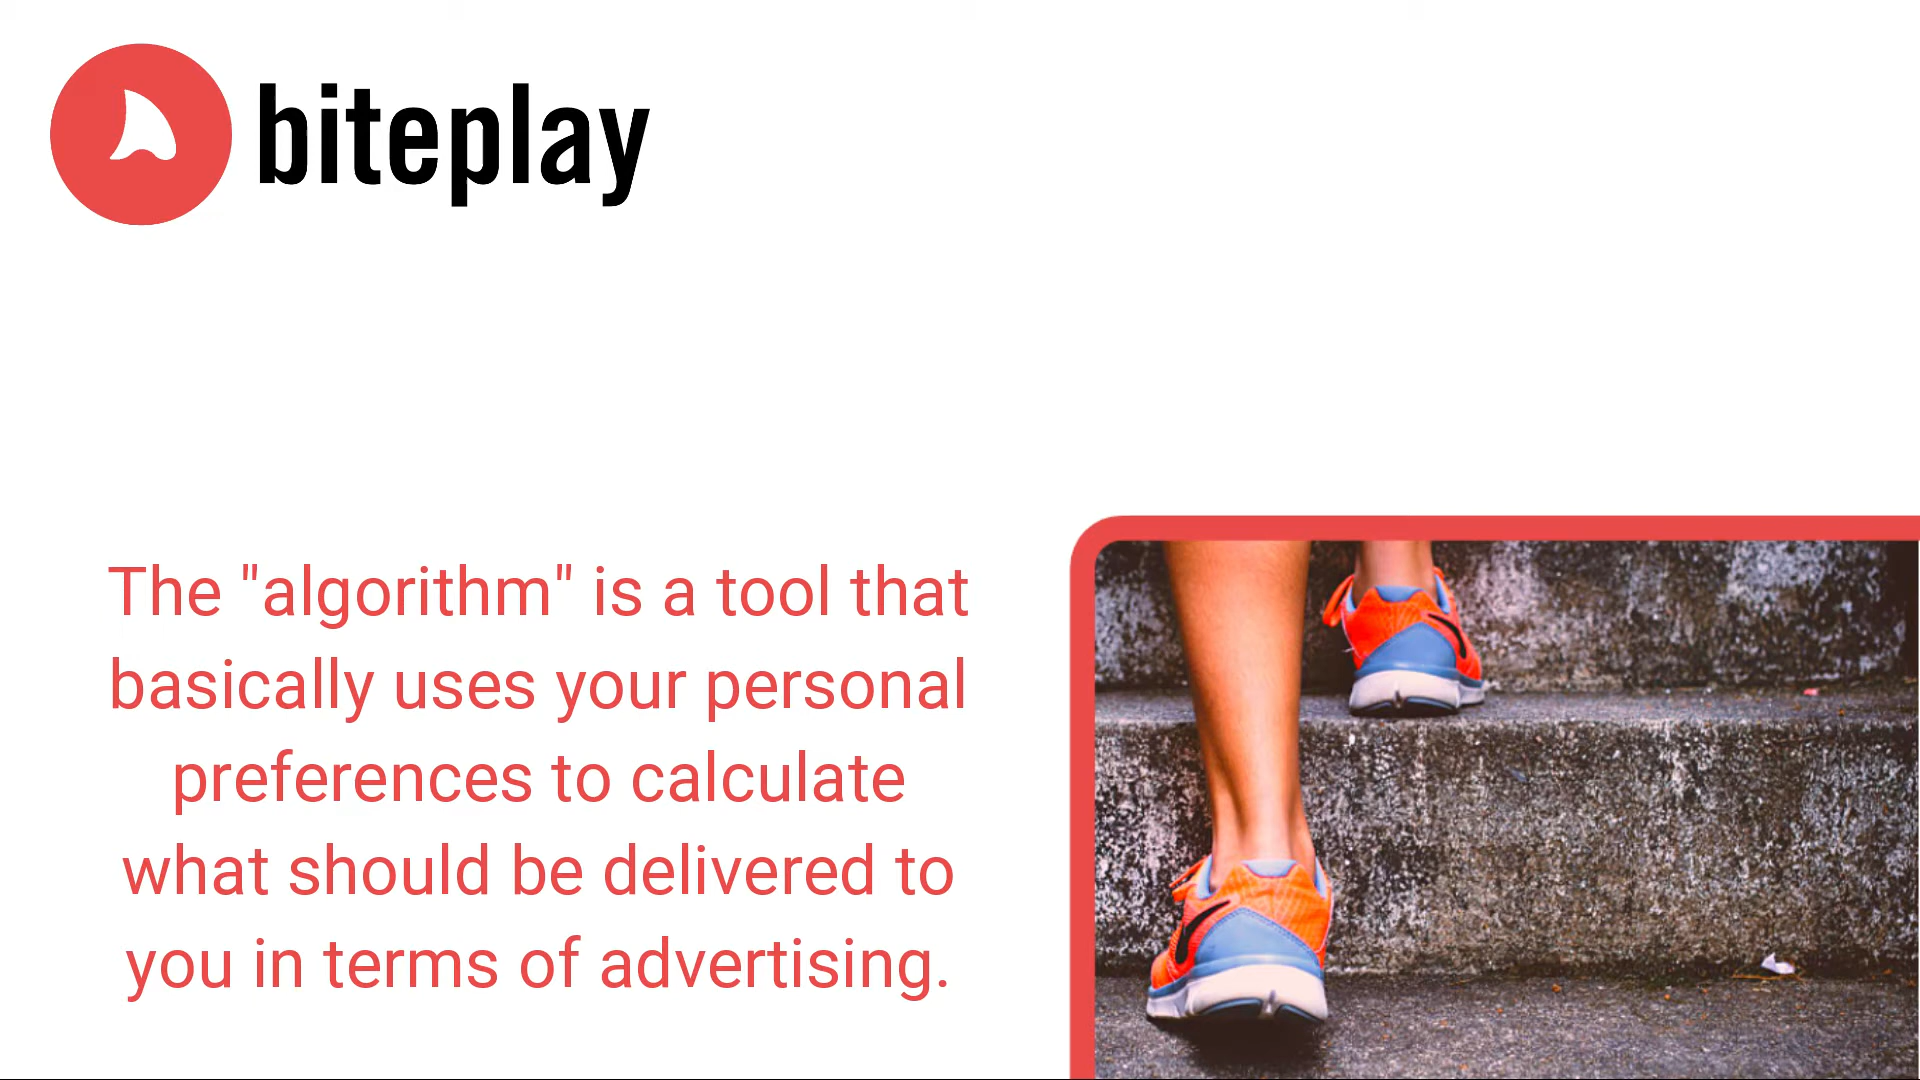 biteplay
The "algorithm" is a tool that
basically uses your personal
preferences to calculate
what should be delivered to
you in terms of advertising.